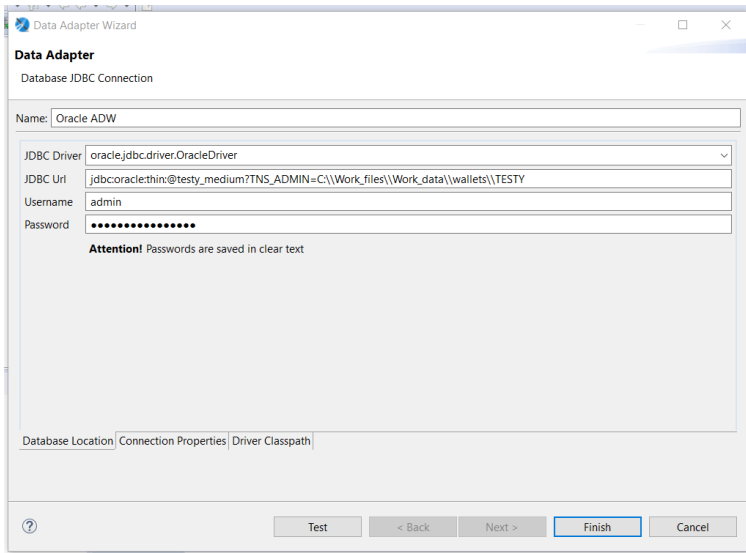 Data Adapter Wizard
Data Adapter
Database JDBC Connection
Name: Oracle ADW
JDBC Driver oracle.jdbc.driver.OracleDriver
JDBC Url jdbc:oracle:thin:@testy_medium?TNS_ADMIN=C:\\Work_files\\Work_data\\wallets\\TESTY
Username admin
Password ●●●●●●●●●●●●●●●●
Attention! Passwords are saved in clear text
Database Location Connection Properties Driver Classpath
? Test < Back Next > Finish Cancel